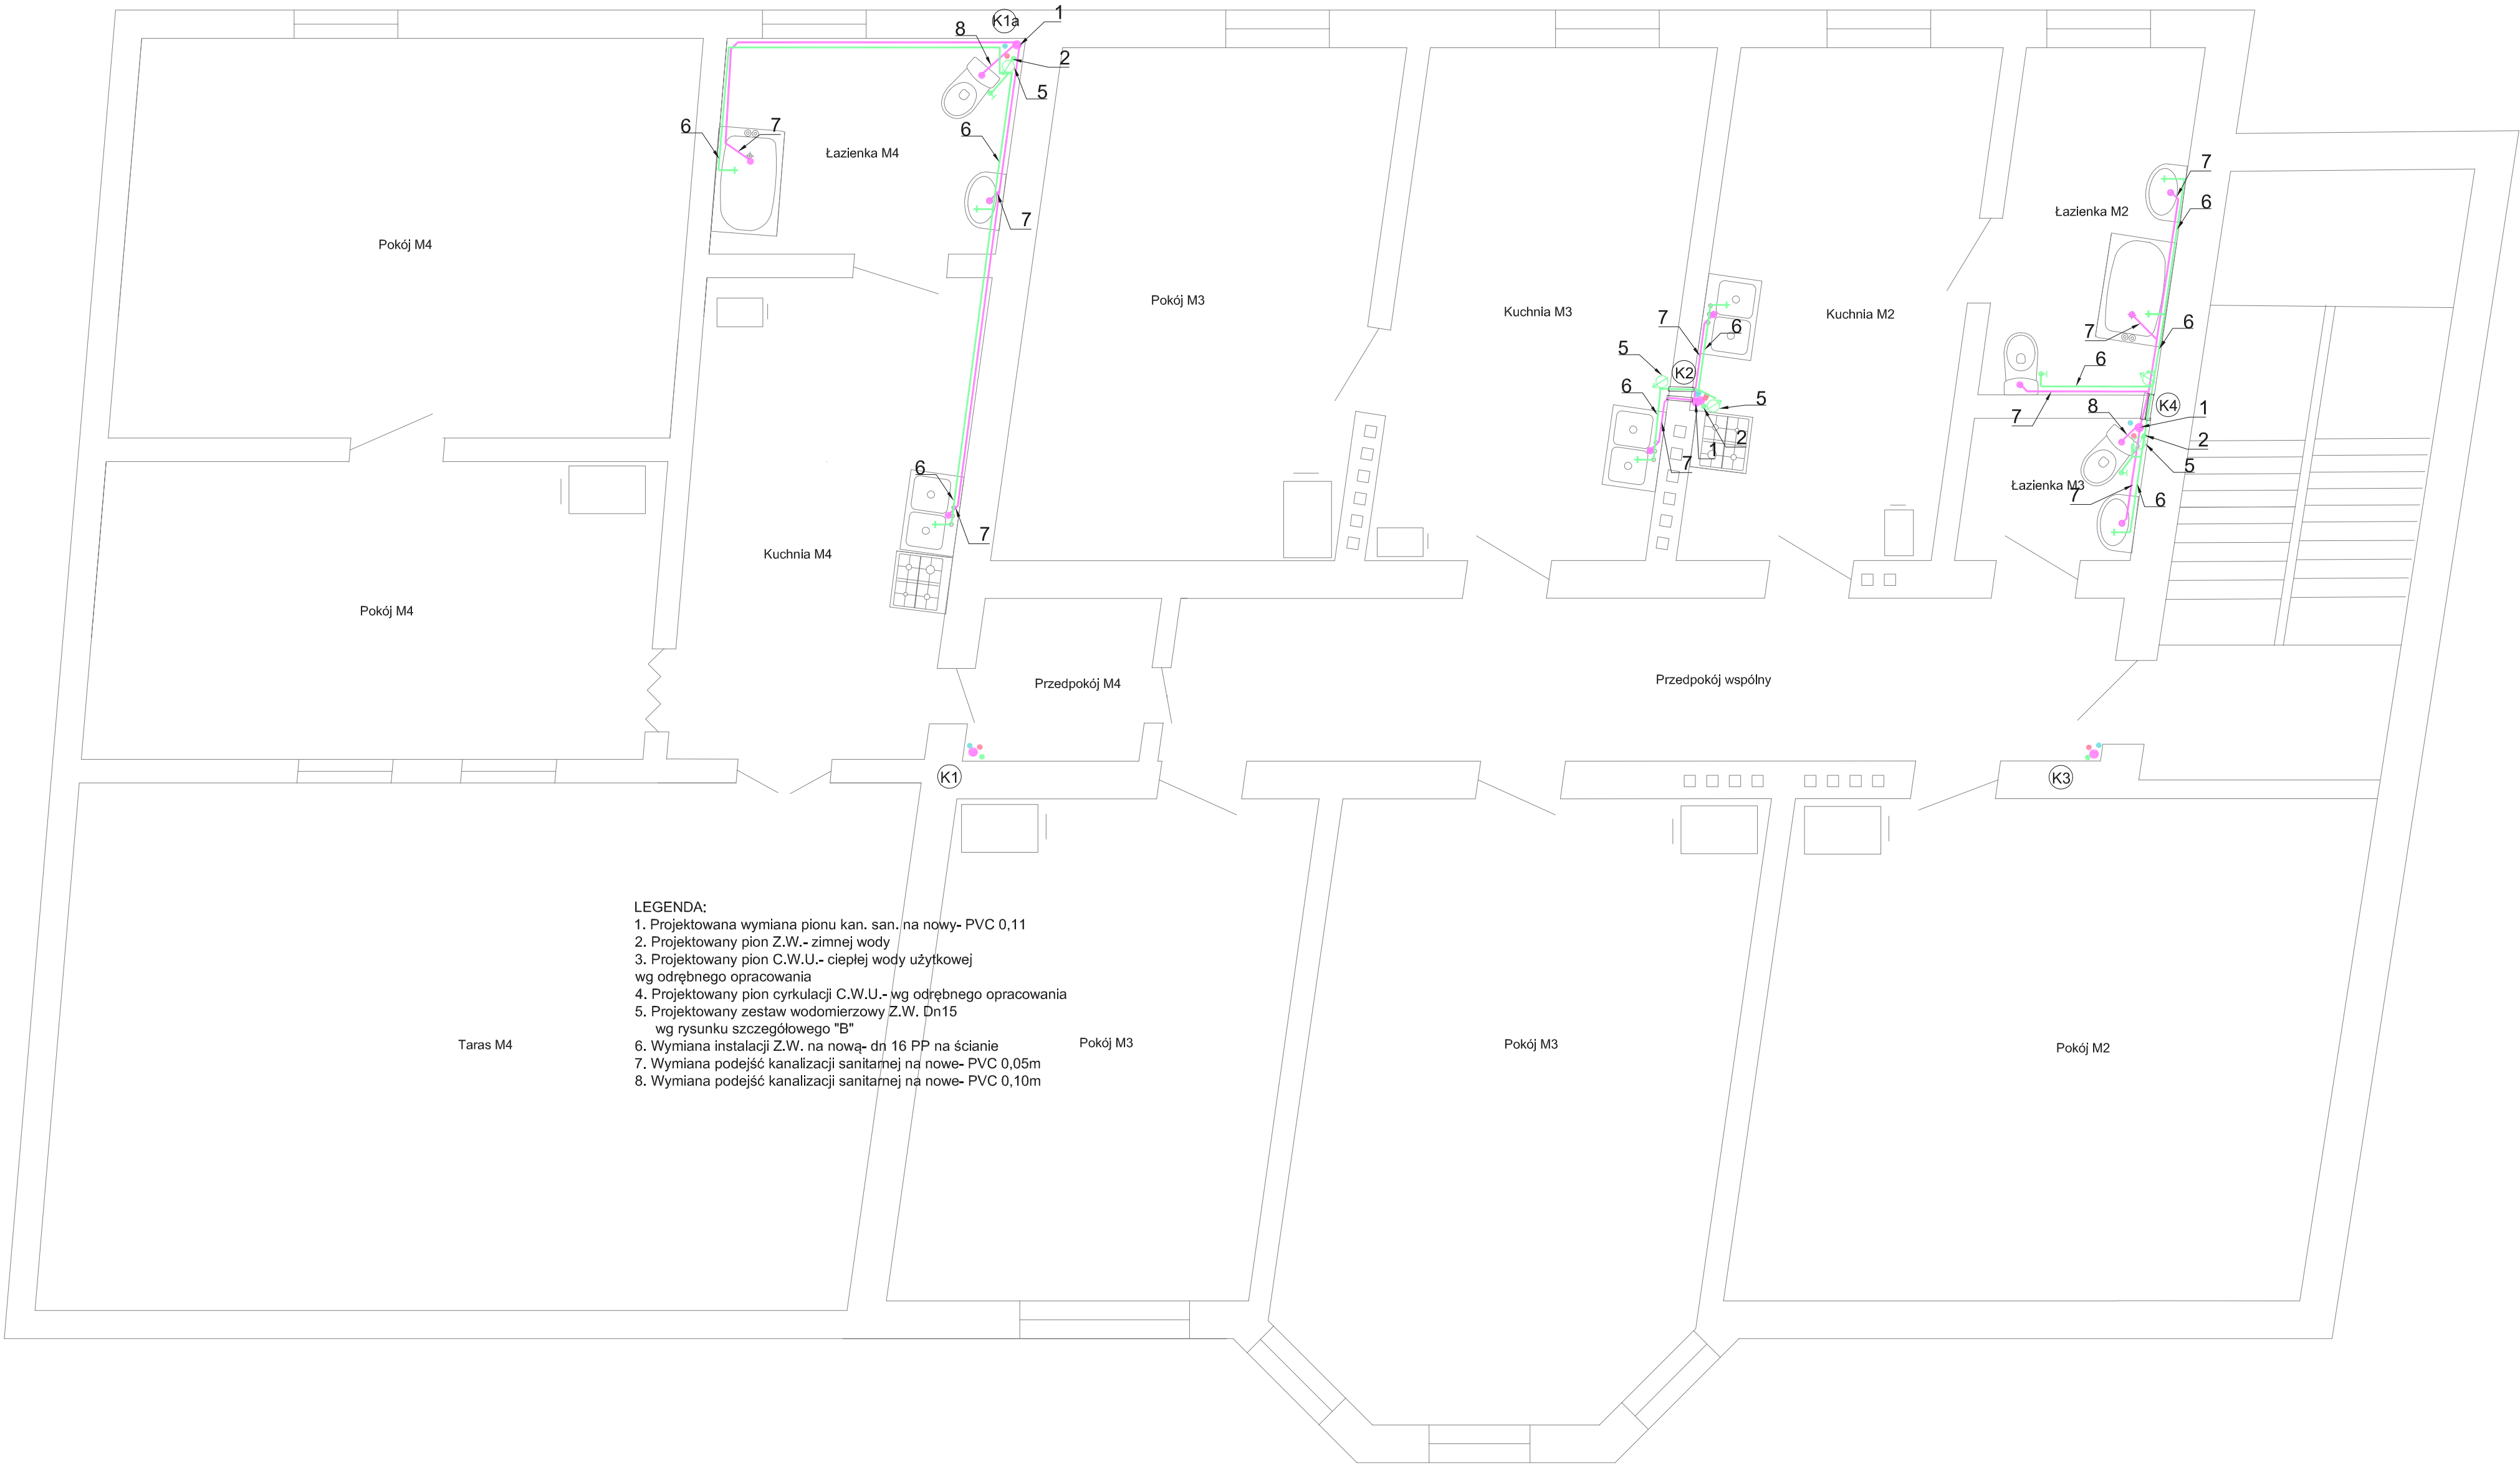 K1a
1
8
2
5
6
7
6
Łazienka M4
7
Łazienka M2
7
6
Pokój M4
Pokój M3
Kuchnia M3
Kuchnia M2
7
6
7
6
5
K2
6
6
5
7
8
K4
1
2
2
1
7
5
6
7
Łazienka M3
7
6
Kuchnia M4
Pokój M4
Przedpokój M4
Przedpokój wspólny
K1
K3
LEGENDA:
1. Projektowana wymiana pionu kan. san. na nowy- PVC 0,11
2. Projektowany pion Z.W.- zimnej wody
3. Projektowany pion C.W.U.- ciepłej wody użytkowej
wg odrębnego opracowania
4. Projektowany pion cyrkulacji C.W.U.- wg odrębnego opracowania
5. Projektowany zestaw wodomierzowy Z.W. Dn15
wg rysunku szczegółowego "B"
6. Wymiana instalacji Z.W. na nową- dn 16 PP na ścianie
7. Wymiana podejść kanalizacji sanitarnej na nowe- PVC 0,05m
8. Wymiana podejść kanalizacji sanitarnej na nowe- PVC 0,10m
Taras M4
Pokój M3
Pokój M3
Pokój M2